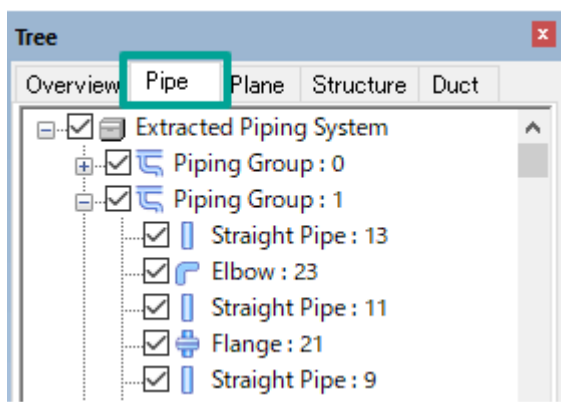 Tree
Overview Pipe Plane Structure Duct
Extracted Piping System
Piping Group : 0
Piping Group : 1
Straight Pipe : 13
Elbow : 23
Straight Pipe : 11
Flange : 21
Straight Pipe : 9